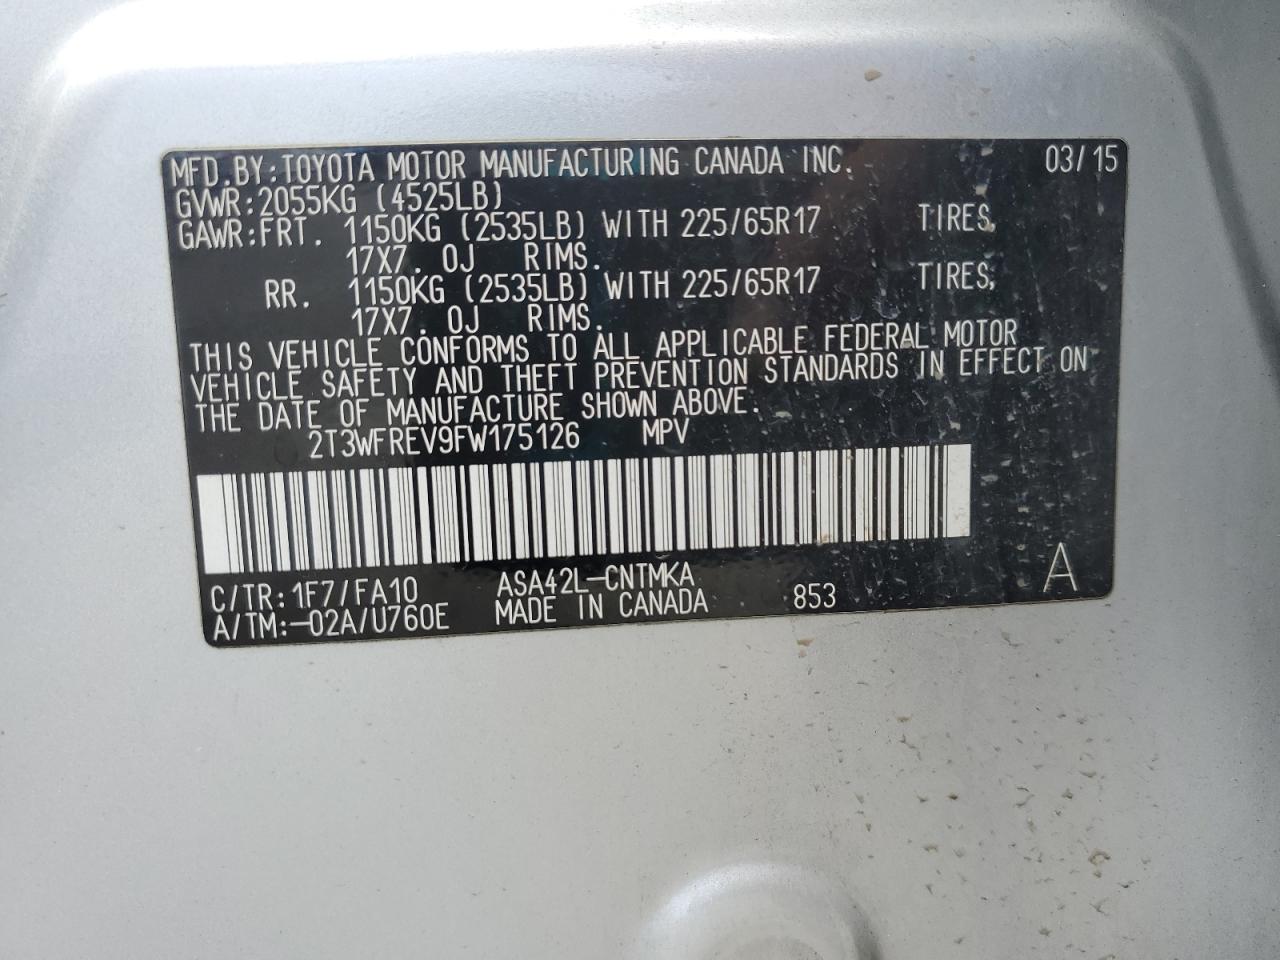 MFD.BY:TOYOTA MOTOR MANUFACTURING CANADA INC. 03/15
GVWR:2055KG (4525LB)
GAWR:FRT. 1150KG (2535LB) WITH 225/65R17 TIRES,
17X7.0J RIMS.
RR. 1150KG (2535LB) WITH 225/65R17 TIRES,
17X7.0J RIMS.
THIS VEHICLE CONFORMS TO ALL APPLICABLE FEDERAL MOTOR
VEHICLE SAFETY AND THEFT PREVENTION STANDARDS IN EFFECT ON
THE DATE OF MANUFACTURE SHOWN ABOVE.
2T3WFREV9FW175126 MPV
C/TR:1F7/FA10 ASA42L-CNTMKA A
A/TM:-02A/U760E MADE IN CANADA 853